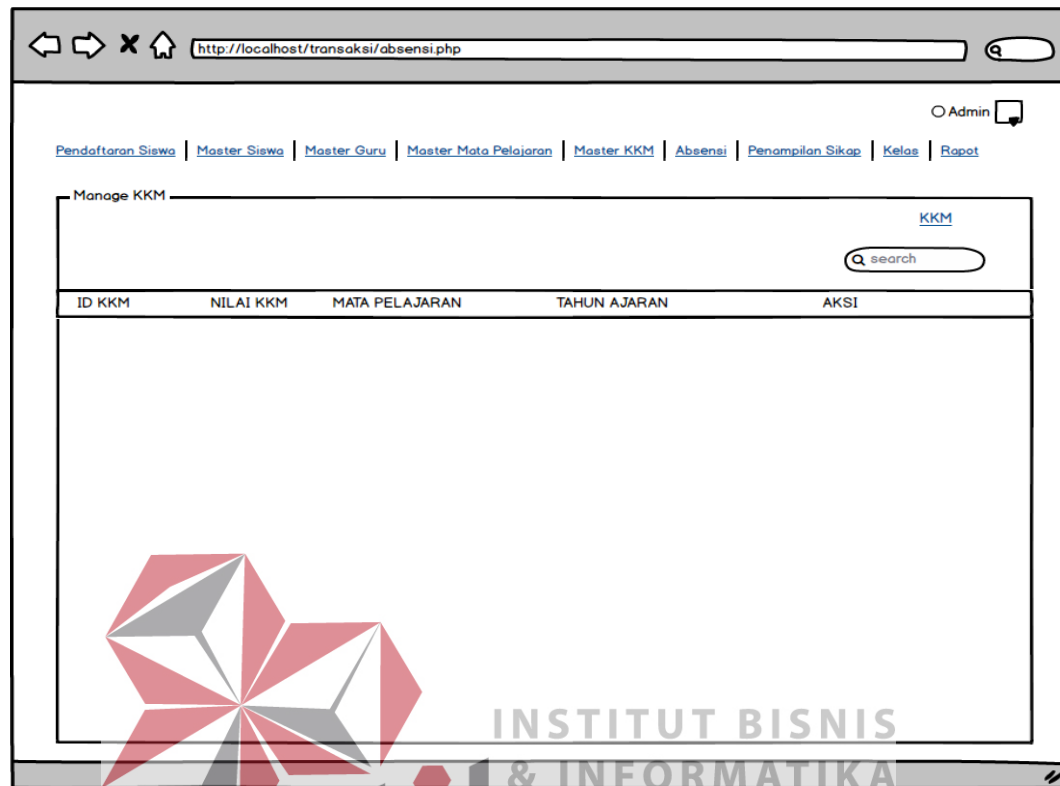 http://localhost/transaksi/absensi.php
Admin
Pendaftaran Siswa | Master Siswa | Master Guru | Master Mata Pelajaran | Master KKM | Absensi | Penampilan Sikap | Kelas | Rapot
Manage KKM
KKM
search
ID KKM NILAI KKM MATA PELAJARAN TAHUN AJARAN AKSI
INSTITUT BISNIS
& INFORMATIKA